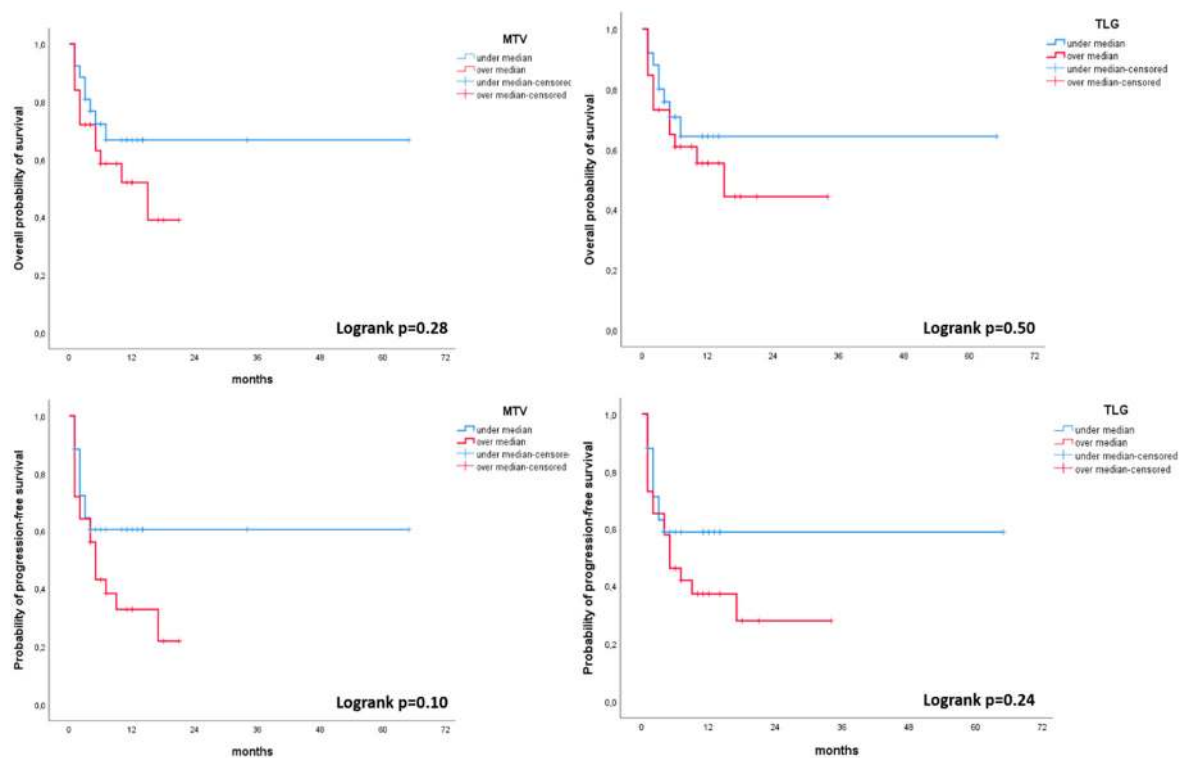 MTV
under median
over median
under median-censored
over median-censored
Overall probability of survival
1,0
0,8
0,6
0,4
0,2
0,0
Logrank p=0.28
0 12 24 36 48 60 72
months
TLG
under median
over median
under median-censored
over median-censored
Overall probability of survival
1,0
0,8
0,6
0,4
0,2
0,0
Logrank p=0.50
0 12 24 36 48 60 72
MTV
under median
over median
under median-censore
over median-censored
Probability of progression-free survival
1,0
0,8
0,6
0,4
0,2
0,0
Logrank p=0.10
0 12 24 36 48 60 72
months
TLG
under median
over median
under median-censored
over median-censored
Probability of progression-free survival
1,0
0,8
0,6
0,4
0,2
0,0
Logrank p=0.24
0 12 24 36 48 60 72
months